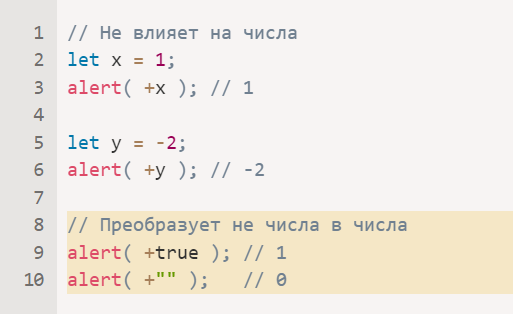 1 // Не влияет на числа
2 let x = 1;
3 alert( +x ); // 1
4
5 let y = -2;
6 alert( +y ); // -2
7
8 // Преобразует не числа в числа
9 alert( +true ); // 1
10 alert( +"" );   // 0